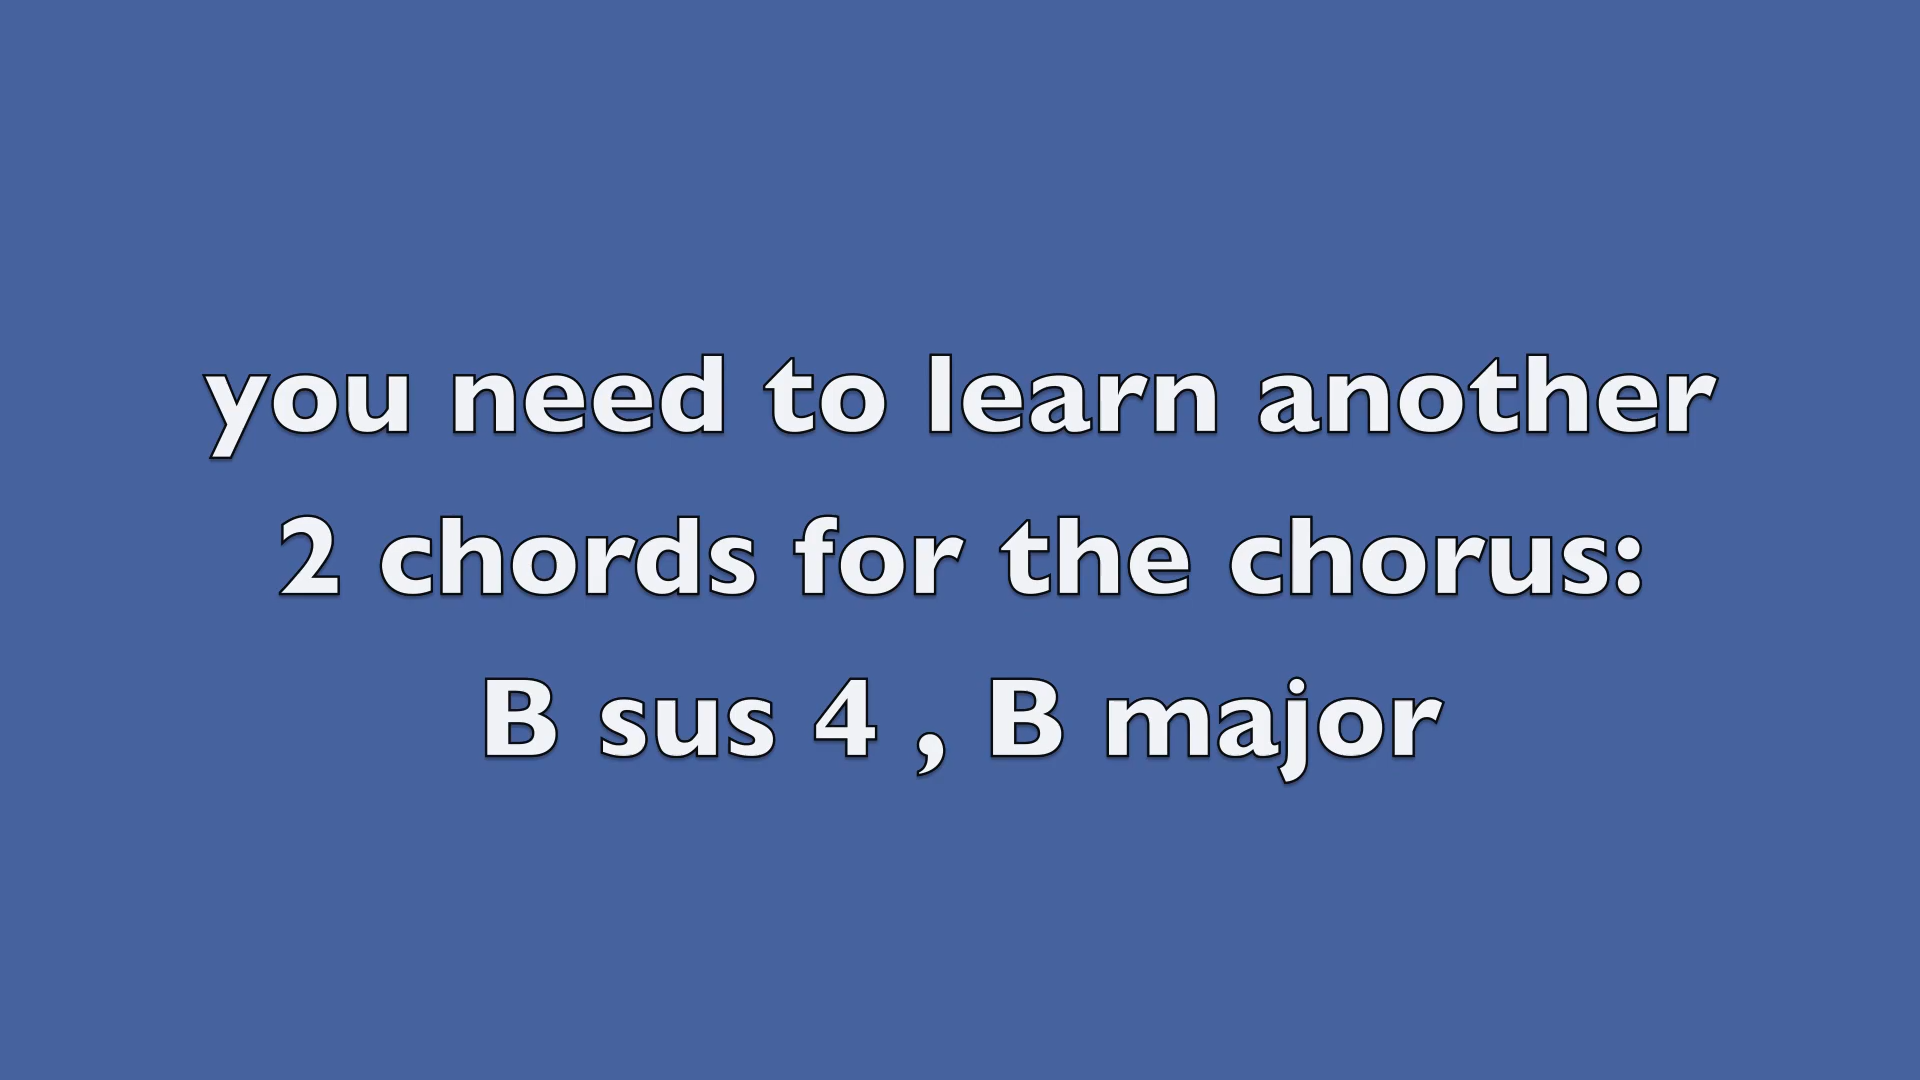 you need to learn another
2 chords for the chorus:
B sus 4 , B major